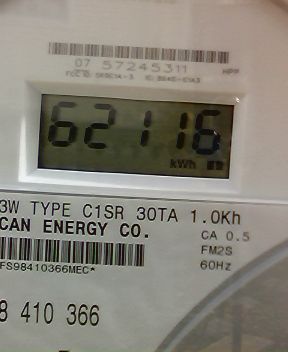 07 57245311
HPP
62116
kWh
3W TYPE C1SR 30TA 1.0Kh
CAN ENERGY CO.
CA 0.5
FM2S
60Hz
FS98410366MEC*
8 410 366